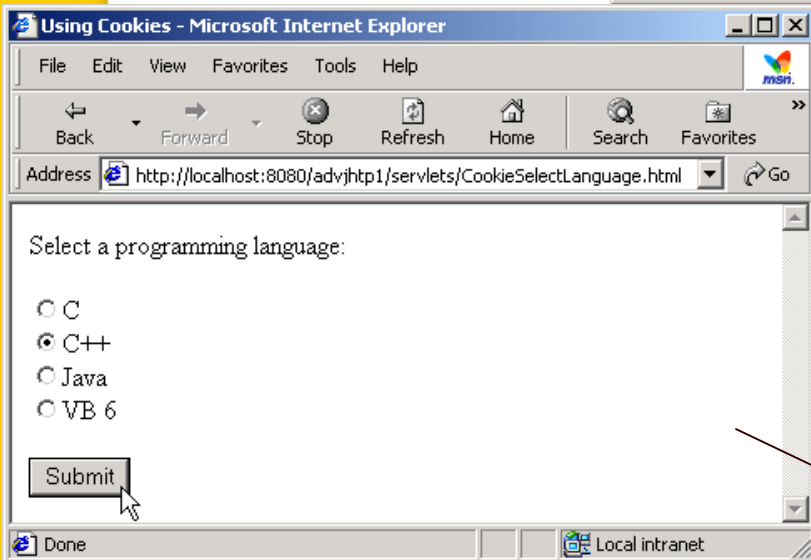 Using Cookies - Microsoft Internet Explorer
File Edit View Favorites Tools Help
msn.
Back Forward Stop Refresh Home Search Favorites »
Address http://localhost:8080/advjhtp1/servlets/CookieSelectLanguage.html Go
Select a programming language:
C
C++
Java
VB 6
Submit
Done Local intranet